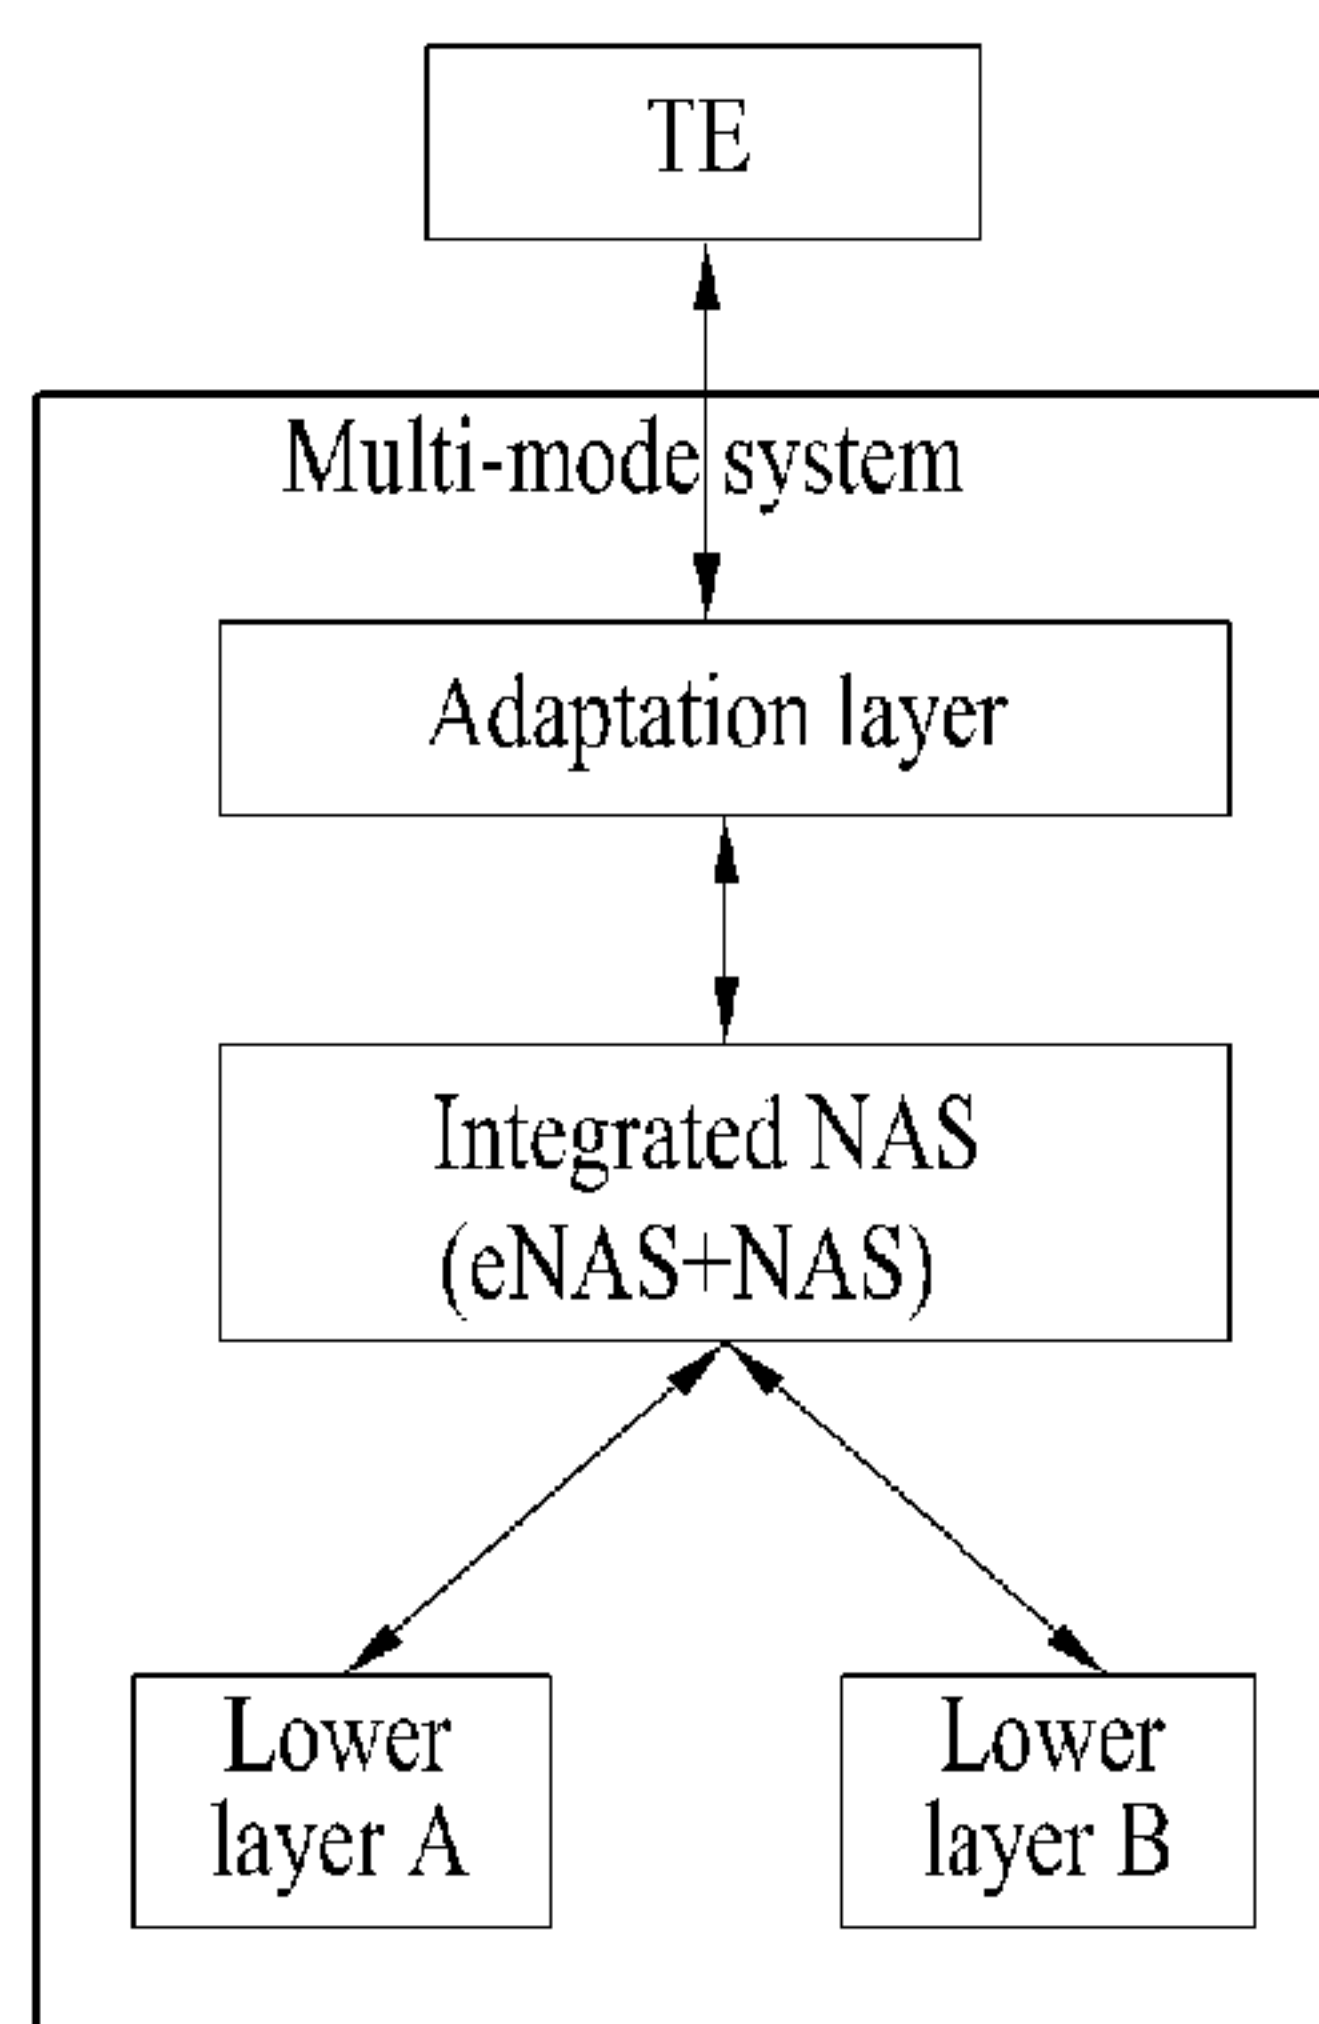 TE
Multi-mode system
Adaptation layer
Integrated NAS
(eNAS+NAS)
Lower
layer A
Lower
layer B